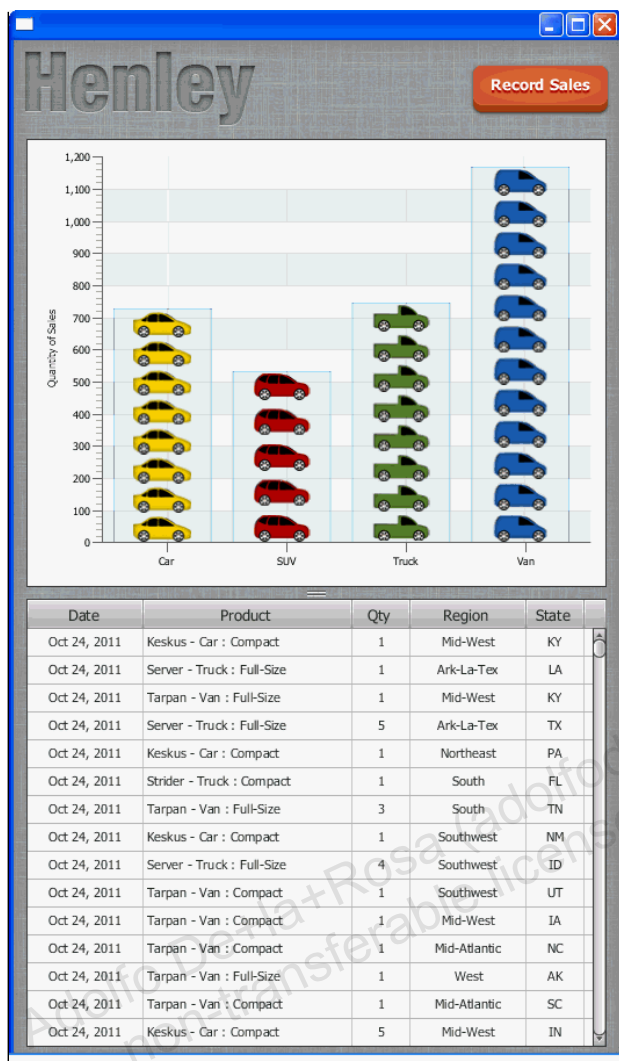 Henley
Record Sales
1,200
1,100
1,000
900
800
700
600
500
400
300
200
100
0
Quantity of Sales
Car SUV Truck Van
Date Product Qty Region State
Oct 24, 2011 Keskus - Car : Compact 1 Mid-West KY
Oct 24, 2011 Server - Truck : Full-Size 1 Ark-La-Tex LA
Oct 24, 2011 Tarpan - Van : Full-Size 1 Mid-West KY
Oct 24, 2011 Server - Truck : Full-Size 5 Ark-La-Tex TX
Oct 24, 2011 Keskus - Car : Compact 1 Northeast PA
Oct 24, 2011 Strider - Truck : Compact 1 South FL
Oct 24, 2011 Tarpan - Van : Full-Size 3 South TN
Oct 24, 2011 Keskus - Car : Compact 1 Southwest NM
Oct 24, 2011 Server - Truck : Full-Size 4 Southwest ID
Oct 24, 2011 Tarpan - Van : Compact 1 Southwest UT
Oct 24, 2011 Tarpan - Van : Compact 1 Mid-West IA
Oct 24, 2011 Tarpan - Van : Compact 1 Mid-Atlantic NC
Oct 24, 2011 Tarpan - Van : Full-Size 1 West AK
Oct 24, 2011 Tarpan - Van : Compact 1 Mid-Atlantic SC
Oct 24, 2011 Keskus - Car : Compact 5 Mid-West IN
Adolfo De+la+Rosa (adolfod
non-transferable license